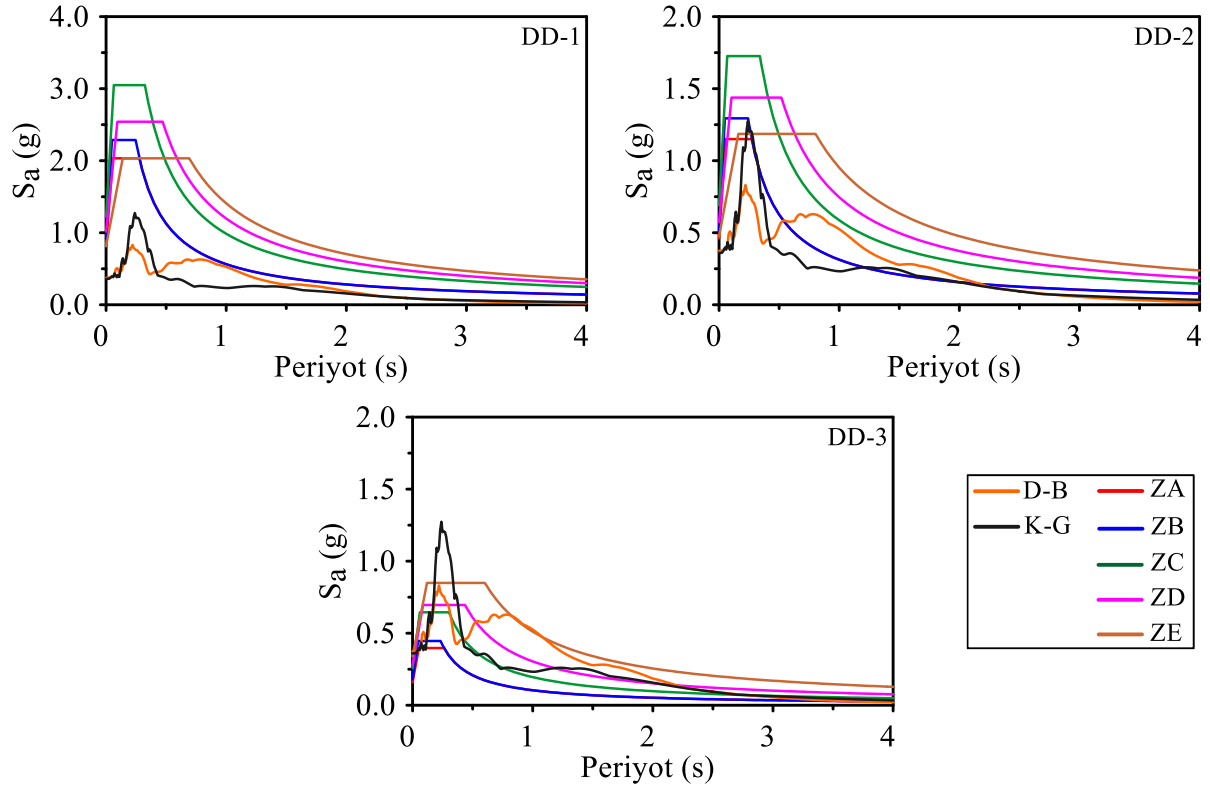 DD-1
4.0
3.0
2.0
1.0
0.0
Sa (g)
0 1 2 3 4
Periyot (s)
DD-2
2.0
1.5
1.0
0.5
0.0
Sa (g)
0 1 2 3 4
Periyot (s)
DD-3
2.0
1.5
1.0
0.5
0.0
Sa (g)
0 1 2 3 4
Periyot (s)
D-B
K-G
ZA
ZB
ZC
ZD
ZE